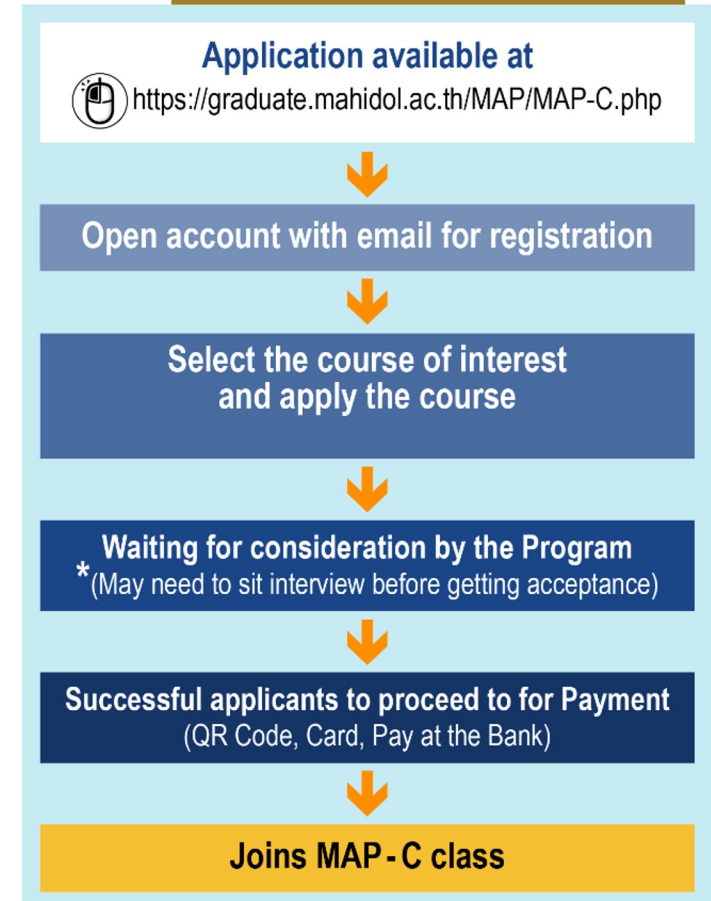 Application available at
https://graduate.mahidol.ac.th/MAP/MAP-C.php
Open account with email for registration
Select the course of interest
and apply the course
Waiting for consideration by the Program
*(May need to sit interview before getting acceptance)
Successful applicants to proceed to for Payment
(QR Code, Card, Pay at the Bank)
Joins MAP-C class